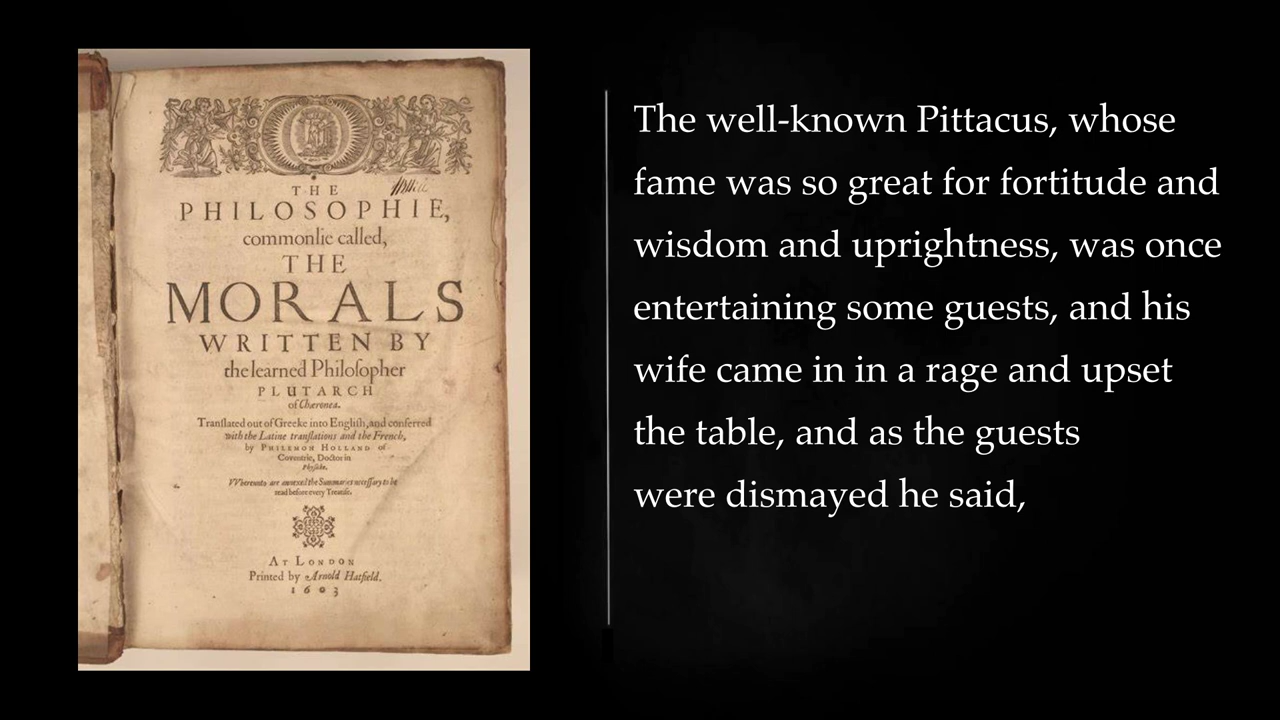 THE
PHILOSOPHIE,
commonlie called,
THE
MORALS
WRITTEN BY
the learned Philoſopher
PLUTARCH
of Chæronea.
Tranſlated out of Greeke into Engliſh, and conferred
with the Latine tranſlations and the French,
by PHILEMON HOLLAND of
Coventrie, Doctor in
Phyſicke.
VVhereunto are annexed the Summaries neceſſary to be
read before every Treatiſe.
AT LONDON
Printed by Arnold Hatfield.
1603
The well-known Pittacus, whose
fame was so great for fortitude and
wisdom and uprightness, was once
entertaining some guests, and his
wife came in in a rage and upset
the table, and as the guests
were dismayed he said,